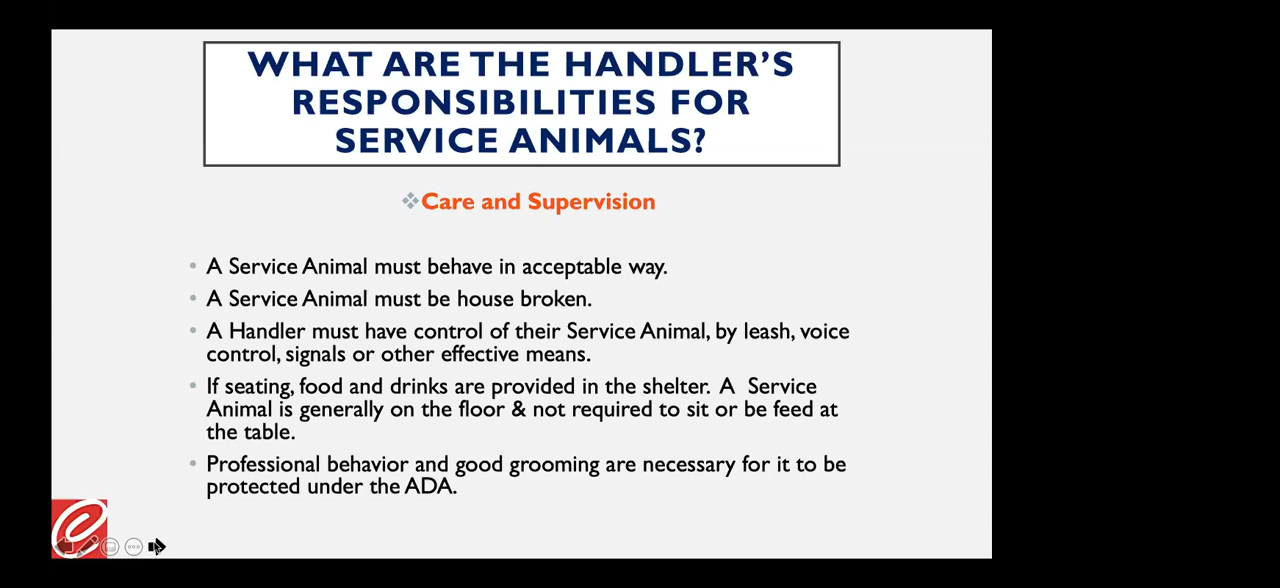 WHAT ARE THE HANDLER'S
RESPONSIBILITIES FOR
SERVICE ANIMALS?
Care and Supervision
A Service Animal must behave in acceptable way.
A Service Animal must be house broken.
A Handler must have control of their Service Animal, by leash, voice
control, signals or other effective means.
If seating, food and drinks are provided in the shelter. A Service
Animal is generally on the floor & not required to sit or be feed at
the table.
Professional behavior and good grooming are necessary for it to be
protected under the ADA.